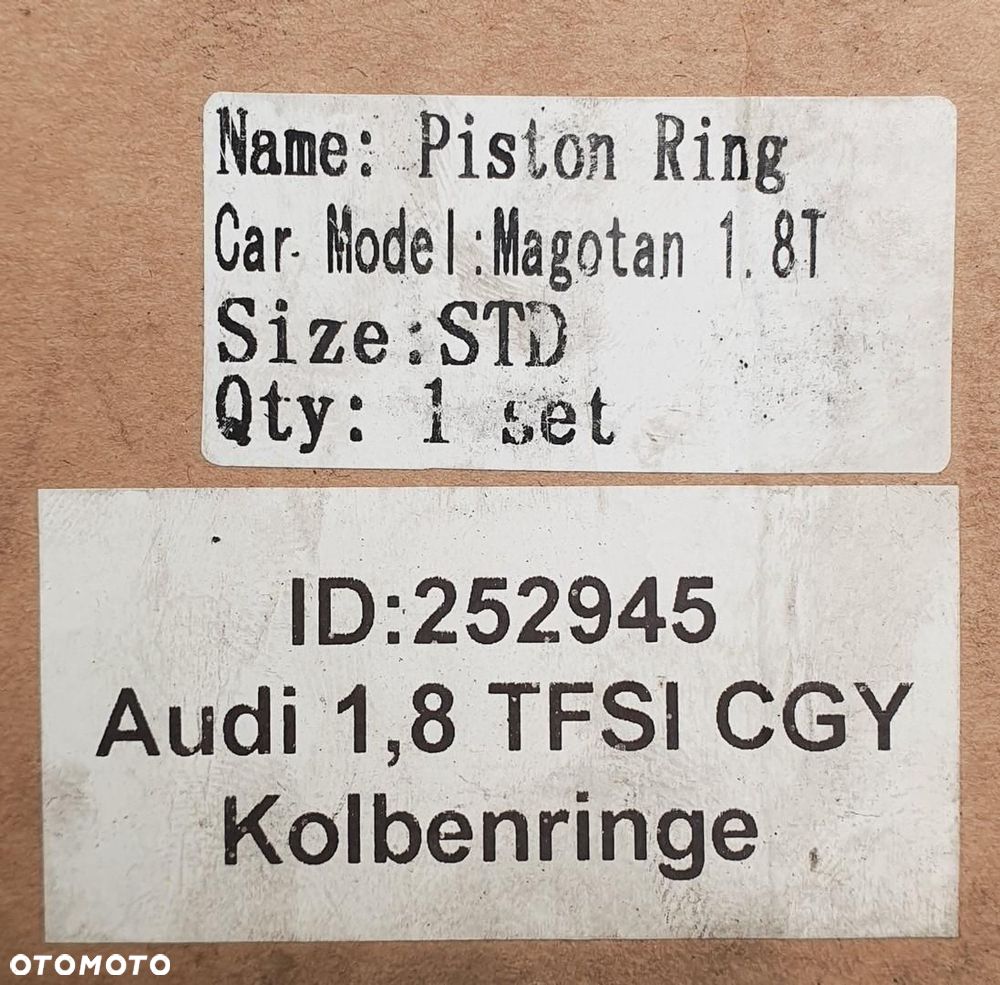 Name: Piston Ring
Car Model:Magotan 1.8T
Size:STD
Qty: 1 set
ID:252945
Audi 1,8 TFSI CGY
Kolbenringe
OTOMOTO